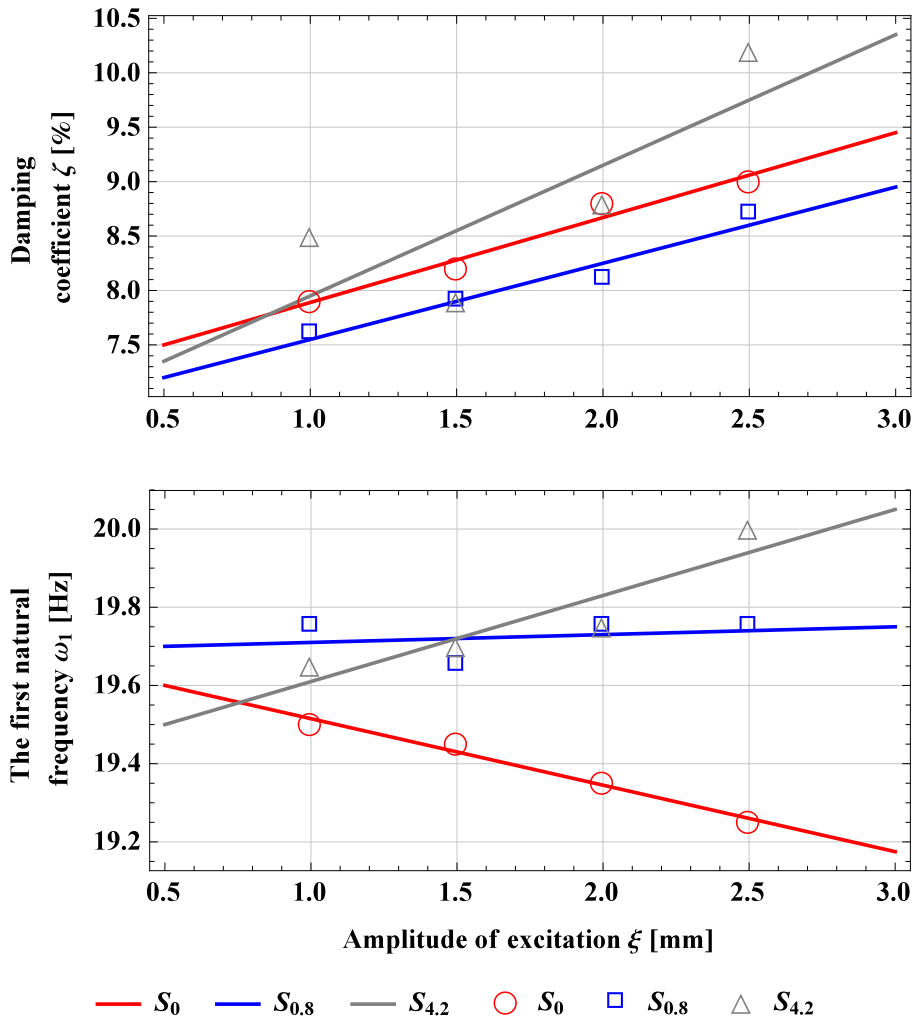 10.5
10.0
9.5
9.0
8.5
8.0
7.5
Damping
coefficient ζ [%]
0.5 1.0 1.5 2.0 2.5 3.0
20.0
19.8
19.6
19.4
19.2
The first natural
frequency ω1 [Hz]
0.5 1.0 1.5 2.0 2.5 3.0
Amplitude of excitation ξ [mm]
S0 S0.8 S4.2 S0 S0.8 S4.2